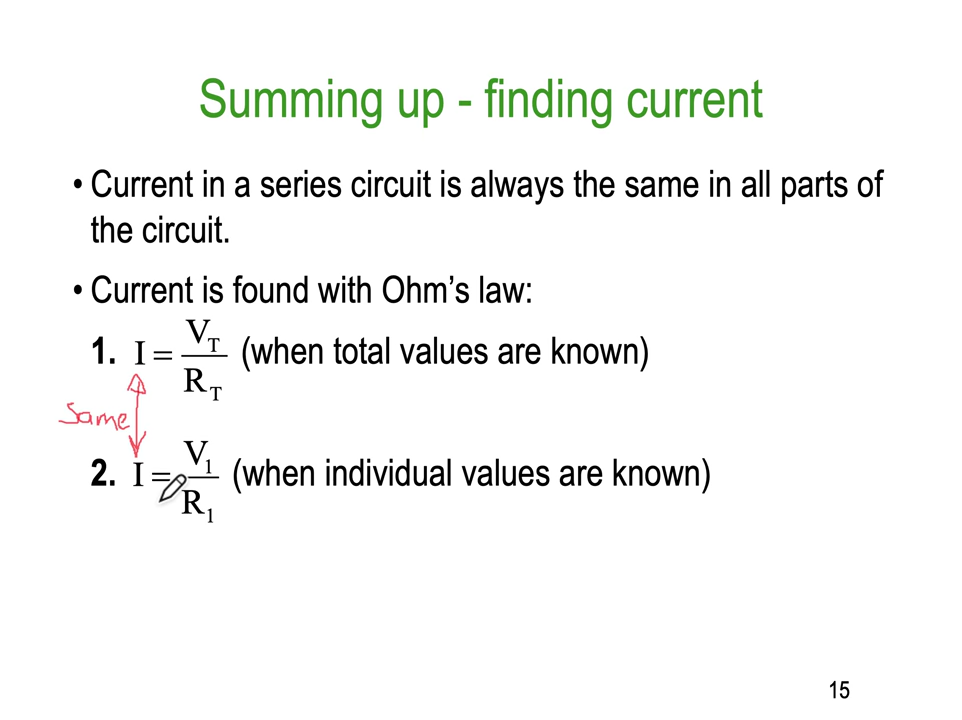 Summing up - finding current
• Current in a series circuit is always the same in all parts of
the circuit.
• Current is found with Ohm's law:
1. I = V_T / R_T (when total values are known)
Same
2. I = V_1 / R_1 (when individual values are known)
15